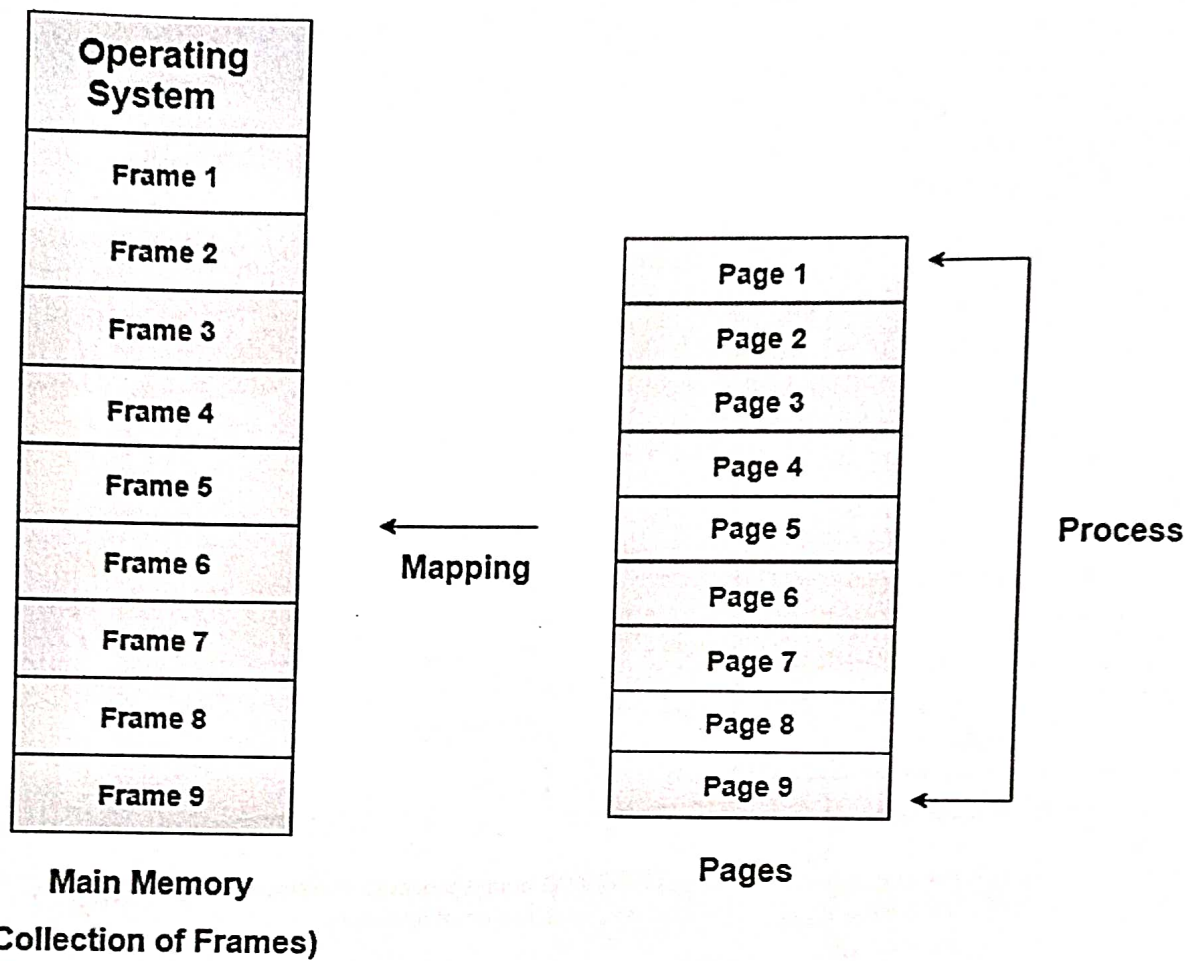 Operating
System
Frame 1
Frame 2
Frame 3
Frame 4
Frame 5
Frame 6
Frame 7
Frame 8
Frame 9
Main Memory
Collection of Frames)
Mapping
Page 1
Page 2
Page 3
Page 4
Page 5
Page 6
Page 7
Page 8
Page 9
Pages
Process